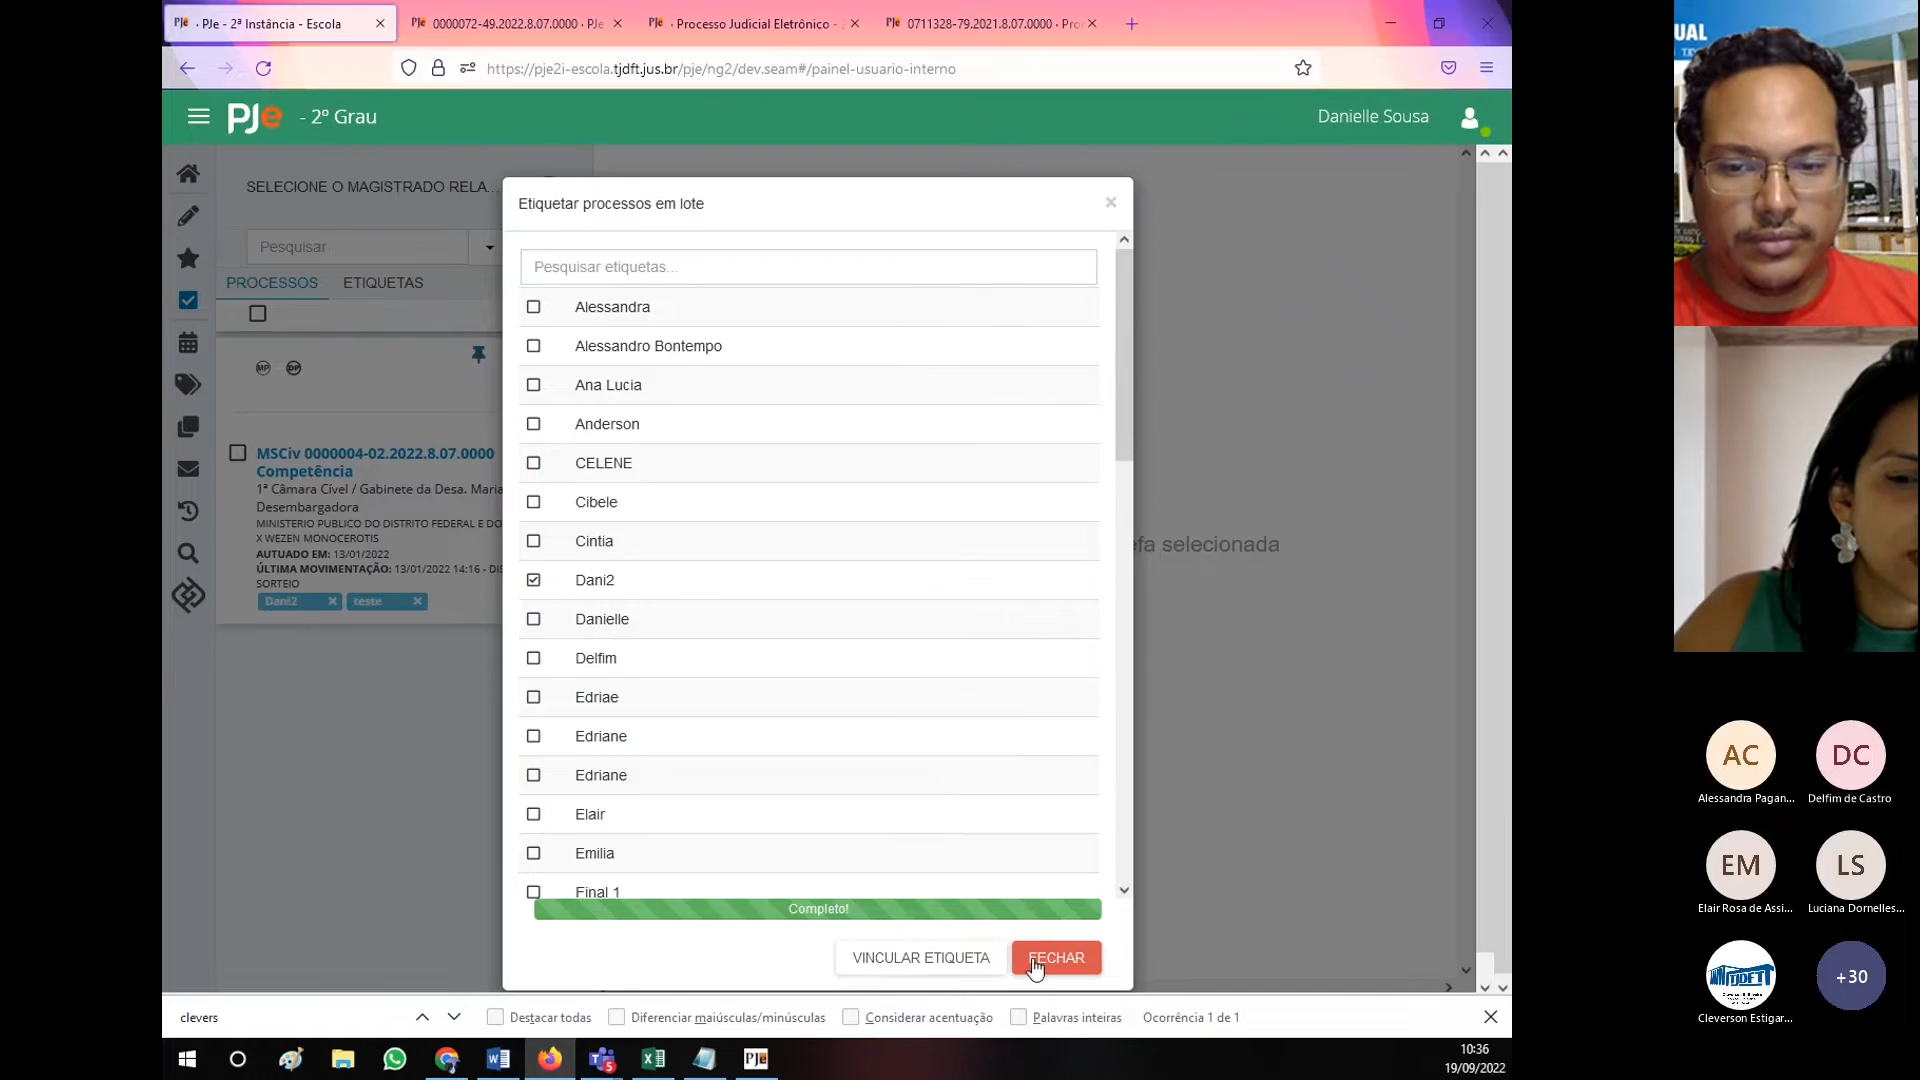 PJe - 2ª Instância - Escola
0000072-49.2022.8.07.0000 · PJe
· Processo Judicial Eletrônico - 2
0711328-79.2021.8.07.0000 · Pro
https://pje2i-escola.tjdft.jus.br/pje/ng2/dev.seam#/painel-usuario-interno
PJe - 2º Grau
Danielle Sousa
SELECIONE O MAGISTRADO RELA...
Pesquisar
PROCESSOS
ETIQUETAS
MP
DP
MSCiv 0000004-02.2022.8.07.0000
Competência
1ª Câmara Cível / Gabinete da Desa. Maria
Desembargadora
MINISTERIO PUBLICO DO DISTRITO FEDERAL E DO
X WEZEN MONOCEROTIS
AUTUADO EM: 13/01/2022
ÚLTIMA MOVIMENTAÇÃO: 13/01/2022 14:16 - DIS
SORTEIO
Dani2
teste
Etiquetar processos em lote
Pesquisar etiquetas...
Alessandra
Alessandro Bontempo
Ana Lucia
Anderson
CELENE
Cibele
Cintia
Dani2
Danielle
Delfim
Edriae
Edriane
Edriane
Elair
Emilia
Final 1
Completo!
VINCULAR ETIQUETA
FECHAR
efa selecionada
clevers
Destacar todas
Diferenciar maiúsculas/minúsculas
Considerar acentuação
Palavras inteiras
Ocorrência 1 de 1
10:36
19/09/2022
UAL
AC
Alessandra Pagan...
DC
Delfim de Castro
EM
Elair Rosa de Assi...
LS
Luciana Dornelles...
TJDFT
Cleverson Estigar...
+30